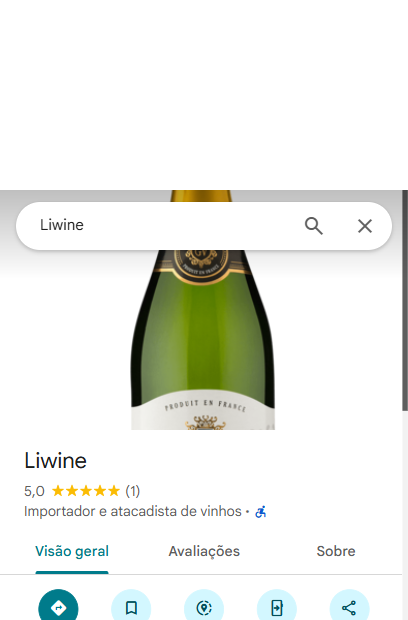 Liwine
PRODUIT EN FRANCE
PRODUIT EN FRANCE
Liwine
5,0 (1)
Importador e atacadista de vinhos ·
Visão geral
Avaliações
Sobre